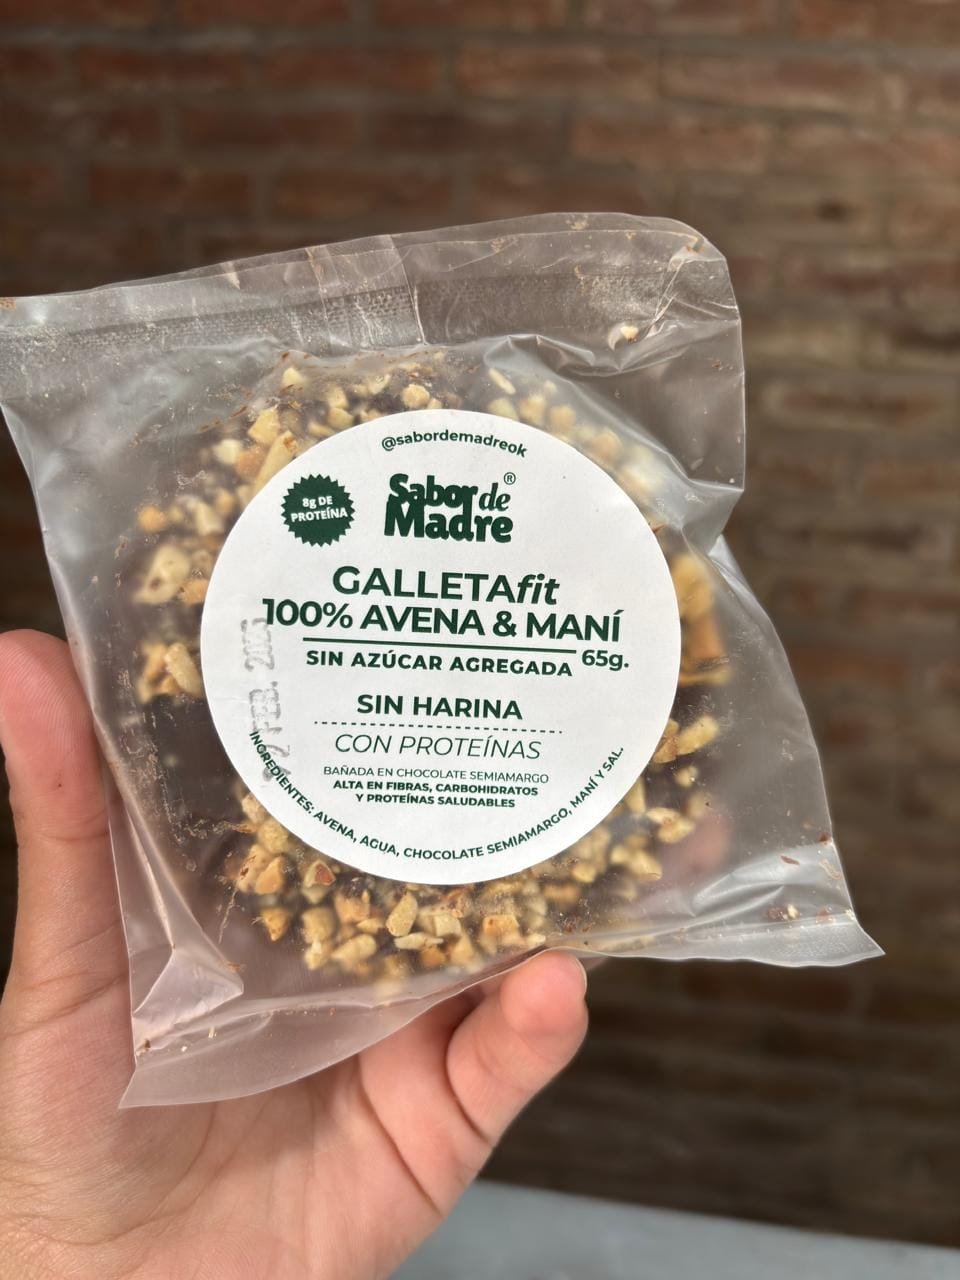 @sabordemadreok
8g DE
PROTEÍNA
Sabor de
Madre®
GALLETAfit
100% AVENA & MANÍ
SIN AZÚCAR AGREGADA 65g.
SIN HARINA
CON PROTEÍNAS
BAÑADA EN CHOCOLATE SEMIAMARGO
ALTA EN FIBRAS, CARBOHIDRATOS
Y PROTEÍNAS SALUDABLES
INGREDIENTES: AVENA, AGUA, CHOCOLATE SEMIAMARGO, MANÍ Y SAL.
FEB.